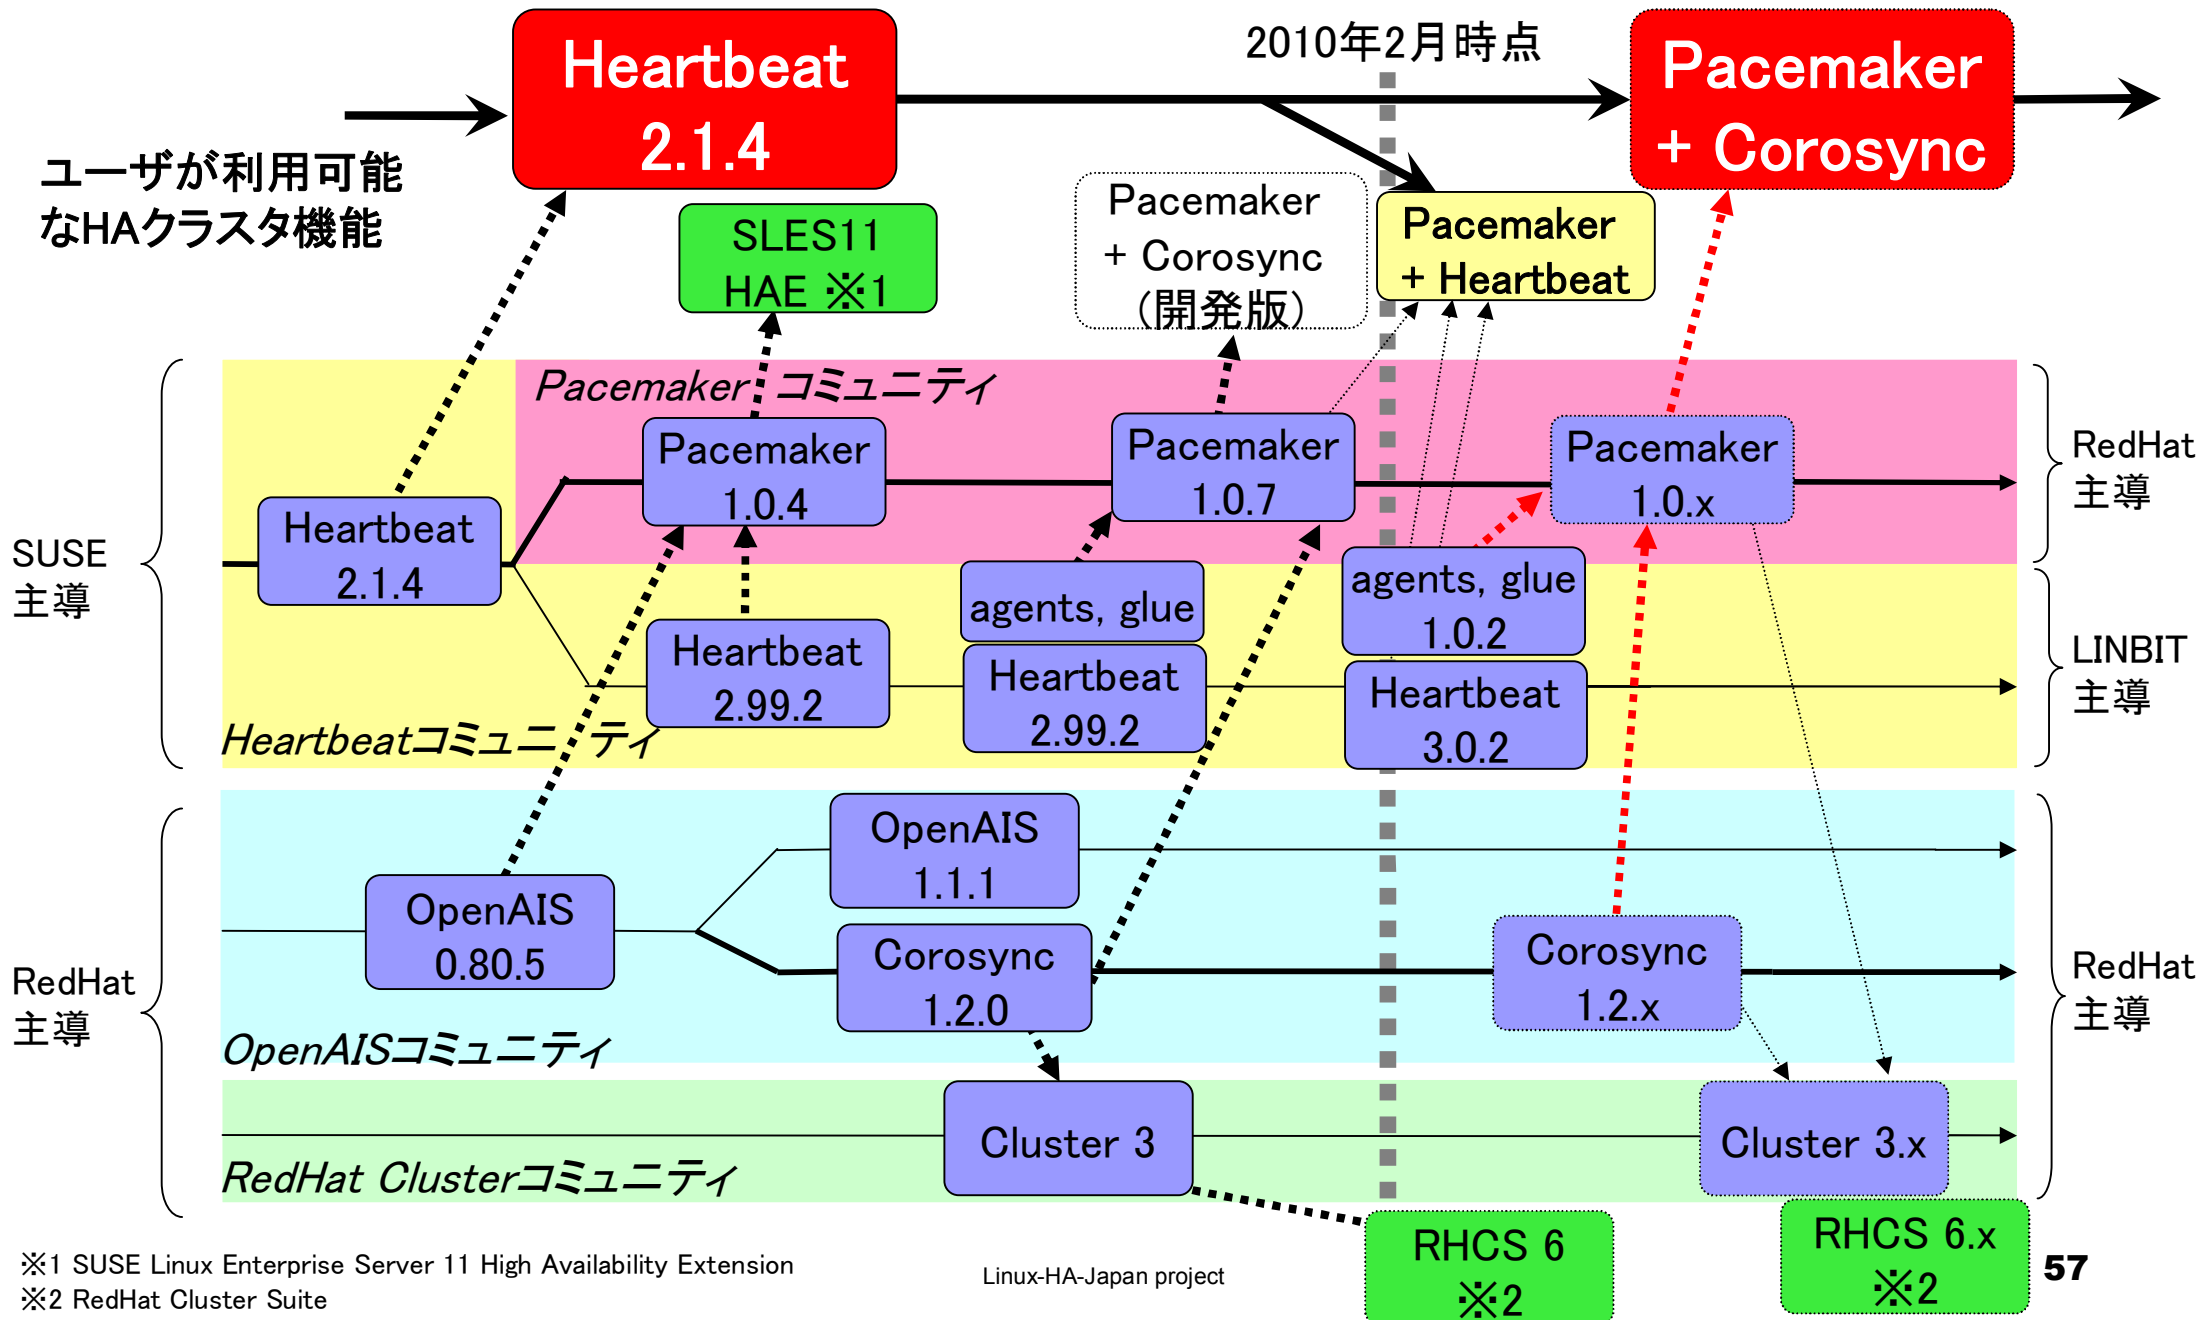 2010年2月時点
Heartbeat
2.1.4
Pacemaker
+ Corosync
ユーザが利用可能
なHAクラスタ機能
SLES11
HAE ※1
Pacemaker
+ Corosync
(開発版)
Pacemaker
+ Heartbeat
Pacemaker コミュニティ
Pacemaker
1.0.4
Pacemaker
1.0.7
Pacemaker
1.0.x
RedHat
主導
Heartbeat
2.1.4
SUSE
主導
agents, glue
agents, glue
1.0.2
Heartbeat
2.99.2
Heartbeat
2.99.2
Heartbeat
3.0.2
LINBIT
主導
Heartbeatコミュニティ
OpenAIS
1.1.1
OpenAIS
0.80.5
Corosync
1.2.0
Corosync
1.2.x
RedHat
主導
RedHat
主導
OpenAISコミュニティ
Cluster 3
Cluster 3.x
RedHat Clusterコミュニティ
RHCS 6
※2
RHCS 6.x
※2
※1 SUSE Linux Enterprise Server 11 High Availability Extension
※2 RedHat Cluster Suite
Linux-HA-Japan project
57